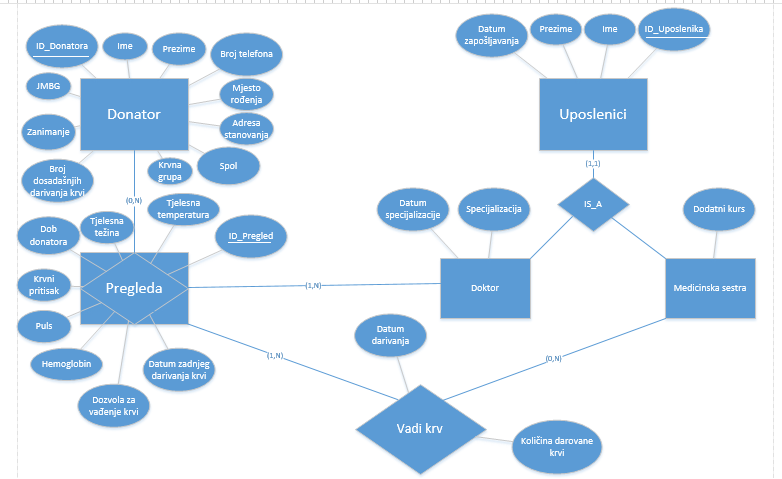 ID_Donatora
Ime
Prezime
Broj telefona
JMBG
Mjesto
rođenja
Zanimanje
Donator
Adresa
stanovanja
Broj
dosadašnjih
darivanja krvi
Krvna
grupa
Spol
Datum
zapošljavanja
Prezime
Ime
ID_Uposlenika
Uposlenici
(1,1)
(0,N)
IS_A
Dob
donatora
Tjelesna
težina
Tjelesna
temperatura
ID_Pregled
Krvni
pritisak
Pregleda
Puls
Hemoglobin
Dozvola za
vađenje krvi
Datum zadnjeg
darivanja krvi
(1,N)
Datum
specijalizacije
Specijalizacija
Dodatni kurs
Doktor
Medicinska sestra
(1,N)
(0,N)
Datum
darivanja
Vadi krv
Količina darovane
krvi